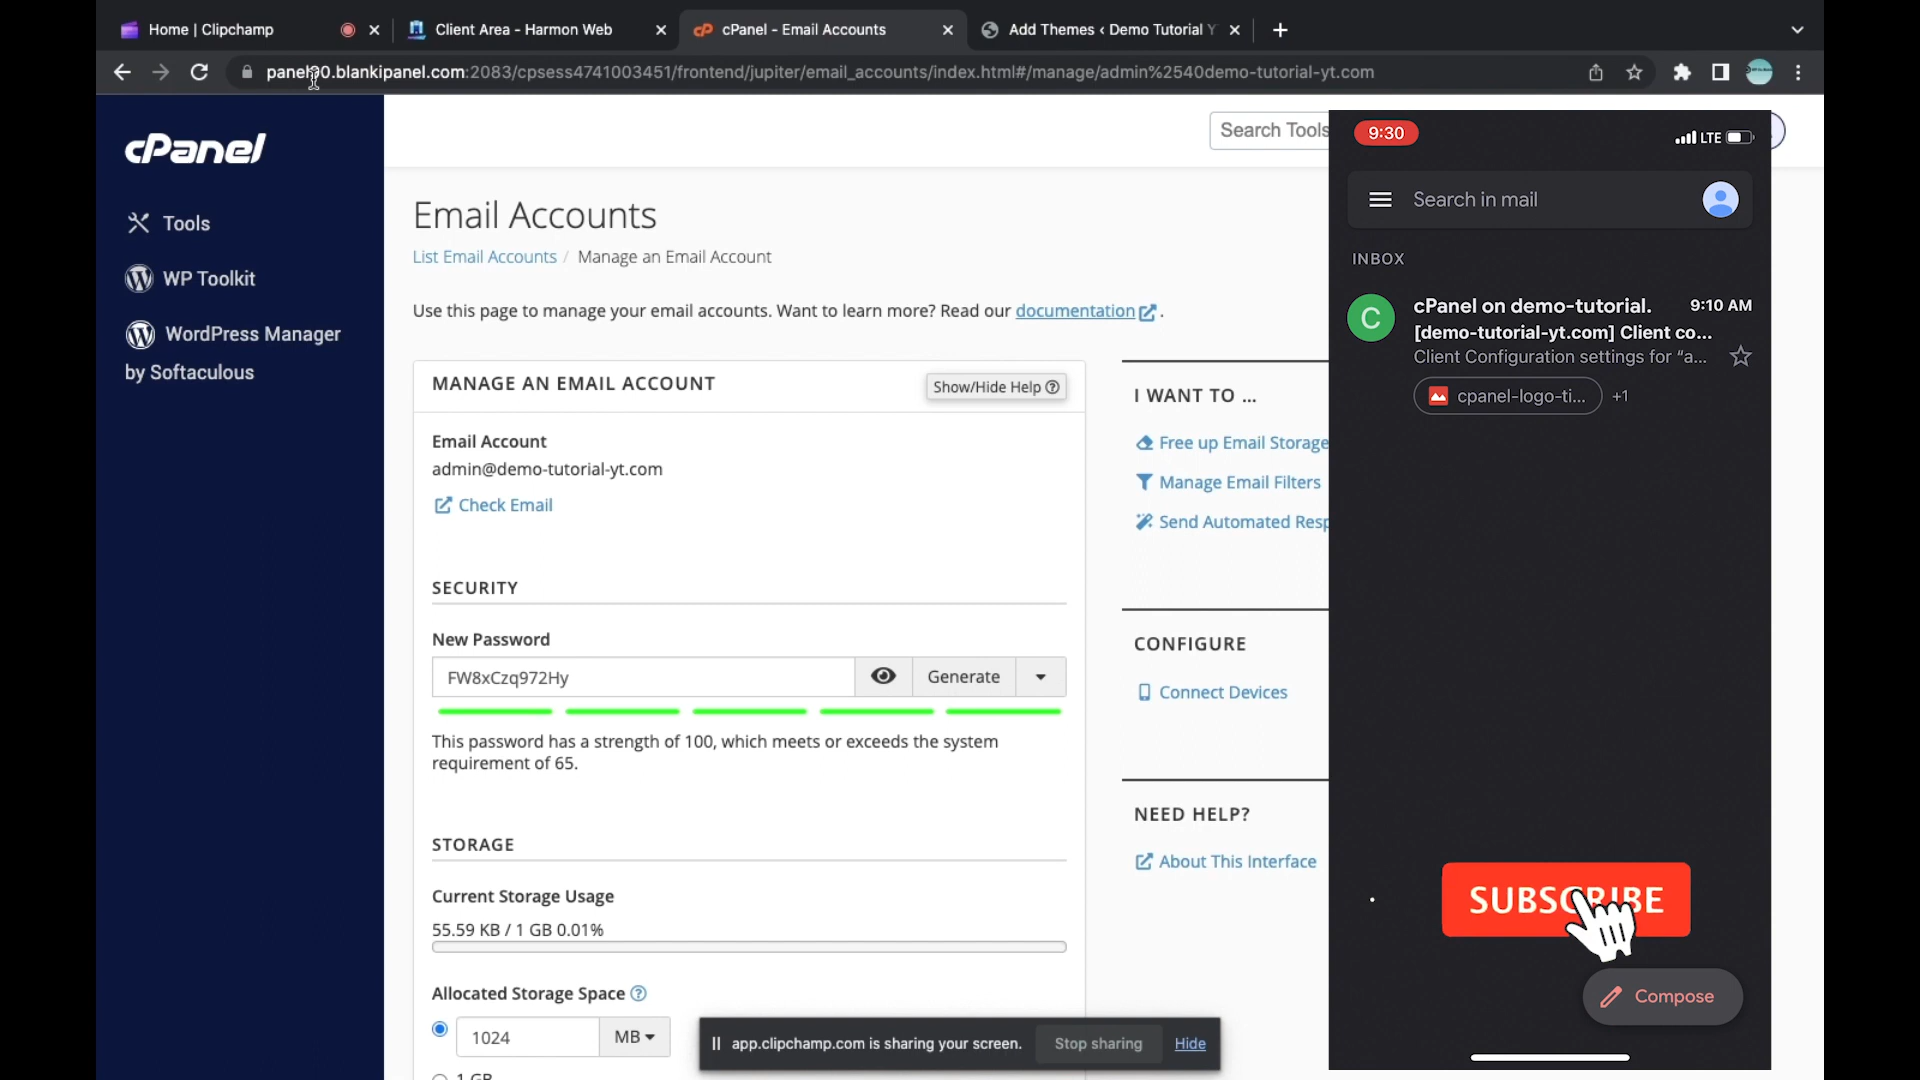 Home | Clipchamp
Client Area - Harmon Web
cPanel - Email Accounts
Add Themes ‹ Demo Tutorial Y
blankipanel.com:2083/cpsess4741003451/frontend/jupiter/email_accounts/index.html#/manage/admin%2540demo-tutorial-yt.com
cPanel
Tools
WP Toolkit
WordPress Manager
by Softaculous
Search Tools
Email Accounts
List Email Accounts / Manage an Email Account
Use this page to manage your email accounts. Want to learn more? Read our documentation.
MANAGE AN EMAIL ACCOUNT
Show/Hide Help
Email Account
admin@demo-tutorial-yt.com
Check Email
SECURITY
New Password
FW8xCzq972Hy
Generate
This password has a strength of 100, which meets or exceeds the system
requirement of 65.
STORAGE
Current Storage Usage
55.59 KB / 1 GB 0.01%
Allocated Storage Space
1024 MB
1 GB
I WANT TO ...
Free up Email Storage
Manage Email Filters
Send Automated Resp
CONFIGURE
Connect Devices
NEED HELP?
About This Interface
app.clipchamp.com is sharing your screen.
Stop sharing
Hide
9:30
LTE
Search in mail
INBOX
C
cPanel on demo-tutorial. 9:10 AM
[demo-tutorial-yt.com] Client co...
Client Configuration settings for “a...
cpanel-logo-ti... +1
SUBSCRIBE
Compose